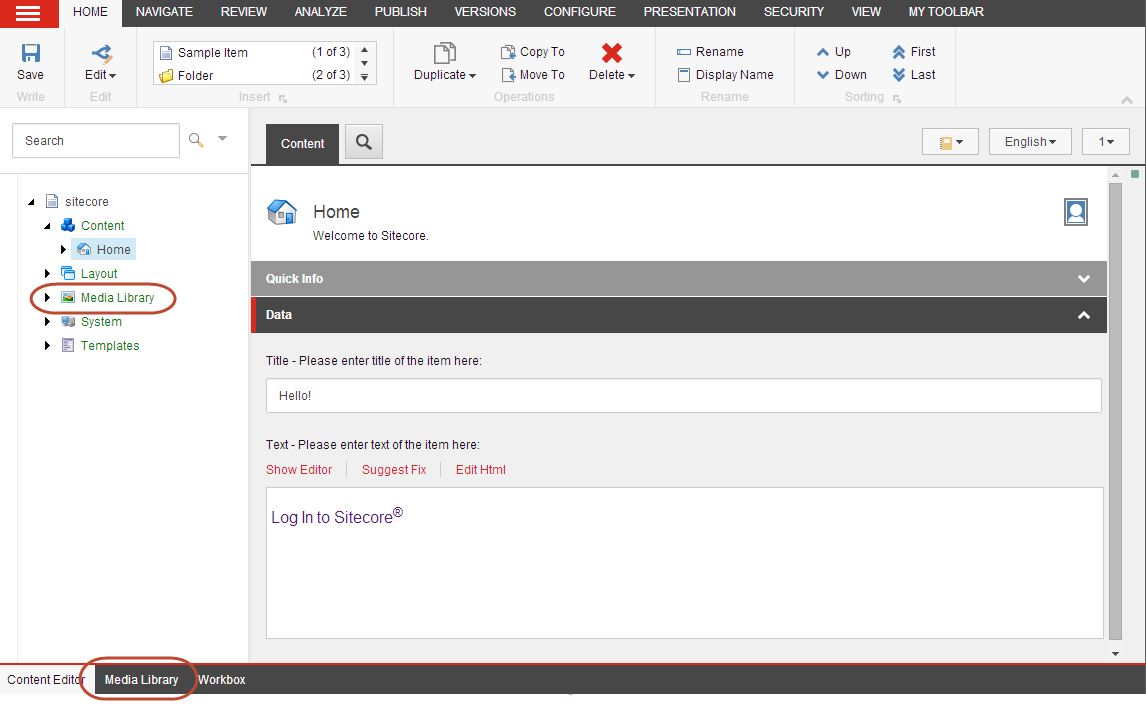 HOME NAVIGATE REVIEW ANALYZE PUBLISH VERSIONS CONFIGURE PRESENTATION SECURITY VIEW MY TOOLBAR
Save
Write
Edit
Edit
Sample Item (1 of 3)
Folder (2 of 3)
Insert
Duplicate
Copy To
Move To
Delete
Operations
Rename
Display Name
Rename
Up
Down
First
Last
Sorting
Search
sitecore
Content
Home
Layout
Media Library
System
Templates
Content
English
1
Home
Welcome to Sitecore.
Quick Info
Data
Title - Please enter title of the item here:
Hello!
Text - Please enter text of the item here:
Show Editor Suggest Fix Edit Html
Log In to Sitecore®
Content Editor Media Library Workbox